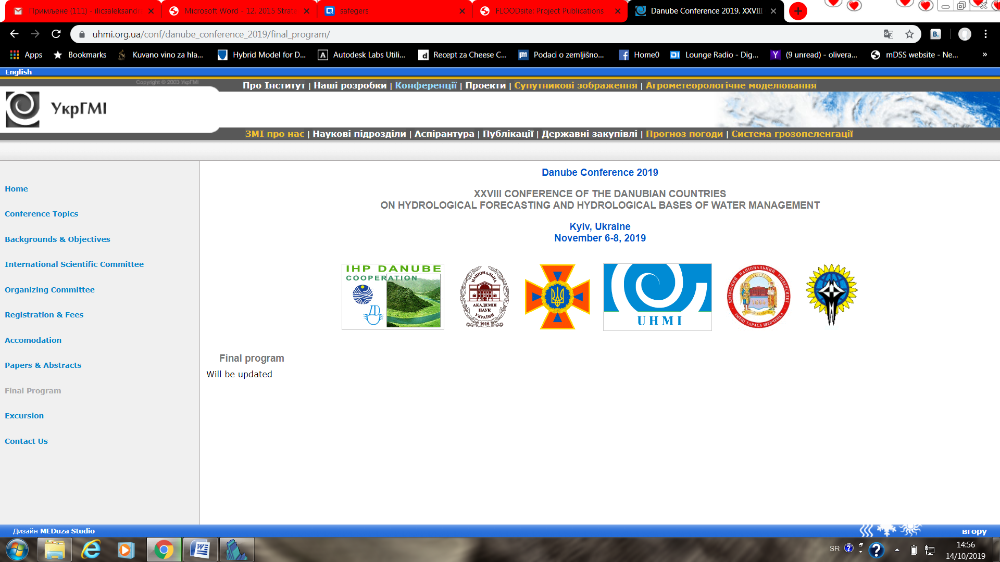 Примљене (111) - ilicsaleksandr
Microsoft Word - 12. 2015 Strate
safegers
FLOODsite: Project Publications
Danube Conference 2019. XXVIII
uhmi.org.ua/conf/danube_conference_2019/final_program/
Apps
Bookmarks
Kuvano vino za hla...
Hybrid Model for D...
Autodesk Labs Utili...
Recept za Cheese C...
Podaci o zemljišno...
Home0
Lounge Radio - Dig...
(9 unread) - olivera...
mDSS website - Ne...
»
English
Copyright © 2003 УкрГМІ
Про Інститут | Наші розробки | Конференції | Проекти | Супутникові зображення | Агрометеорологічне моделювання
УкрГМІ
ЗМІ про нас | Наукові підрозділи | Аспірантура | Публікації | Державні закупівлі | Прогноз погоди | Система грозопеленгації
Home
Conference Topics
Backgrounds & Objectives
International Scientific Committee
Organizing Committee
Registration & Fees
Accomodation
Papers & Abstracts
Final Program
Excursion
Contact Us
Danube Conference 2019
XXVIII CONFERENCE OF THE DANUBIAN COUNTRIES
ON HYDROLOGICAL FORECASTING AND HYDROLOGICAL BASES OF WATER MANAGEMENT
Kyiv, Ukraine
November 6-8, 2019
IHP DANUBE
COOPERATION
НАЦІОНАЛЬНА
АКАДЕМІЯ
НАУК
УКРАЇНИ
1918
UHMI
КИЇВСЬКИЙ НАЦІОНАЛЬНИЙ УНІВЕРСИТЕТ
ІМЕНІ ТАРАСА ШЕВЧЕНКА
1834
Final program
Will be updated
Дизайн MEDuza Studio
вгору
SR
14:56
14/10/2019